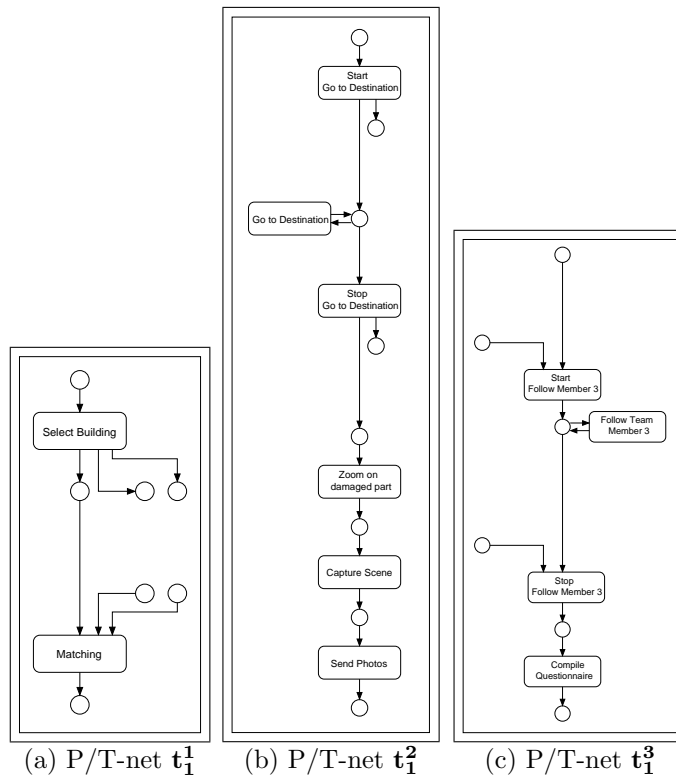 Select Building
Matching
(a) P/T-net t₁¹
Start
Go to Destination
Go to Destination
Stop
Go to Destination
Zoom on
damaged part
Capture Scene
Send Photos
(b) P/T-net t₁²
Start
Follow Member 3
Follow Team
Member 3
Stop
Follow Member 3
Compile
Questionnaire
(c) P/T-net t₁³